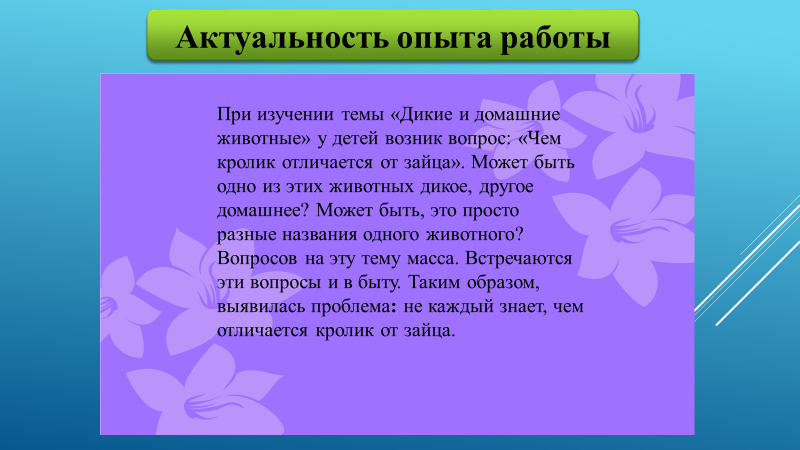 Актуальность опыта работы
При изучении темы «Дикие и домашние
животные» у детей возник вопрос: «Чем
кролик отличается от зайца». Может быть
одно из этих животных дикое, другое
домашнее? Может быть, это просто
разные названия одного животного?
Вопросов на эту тему масса. Встречаются
эти вопросы и в быту. Таким образом,
выявилась проблема: не каждый знает, чем
отличается кролик от зайца.